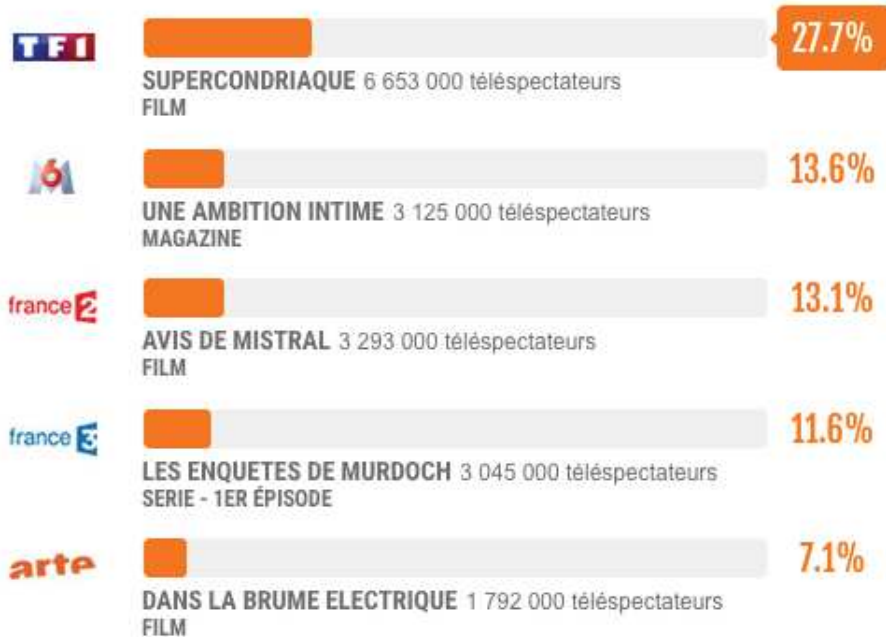 TF1
27.7%
SUPERCONDRIAQUE 6 653 000 téléspectateurs
FILM
M6
13.6%
UNE AMBITION INTIME 3 125 000 téléspectateurs
MAGAZINE
france 2
13.1%
AVIS DE MISTRAL 3 293 000 téléspectateurs
FILM
france 3
11.6%
LES ENQUETES DE MURDOCH 3 045 000 téléspectateurs
SERIE - 1ER ÉPISODE
arte
7.1%
DANS LA BRUME ELECTRIQUE 1 792 000 téléspectateurs
FILM